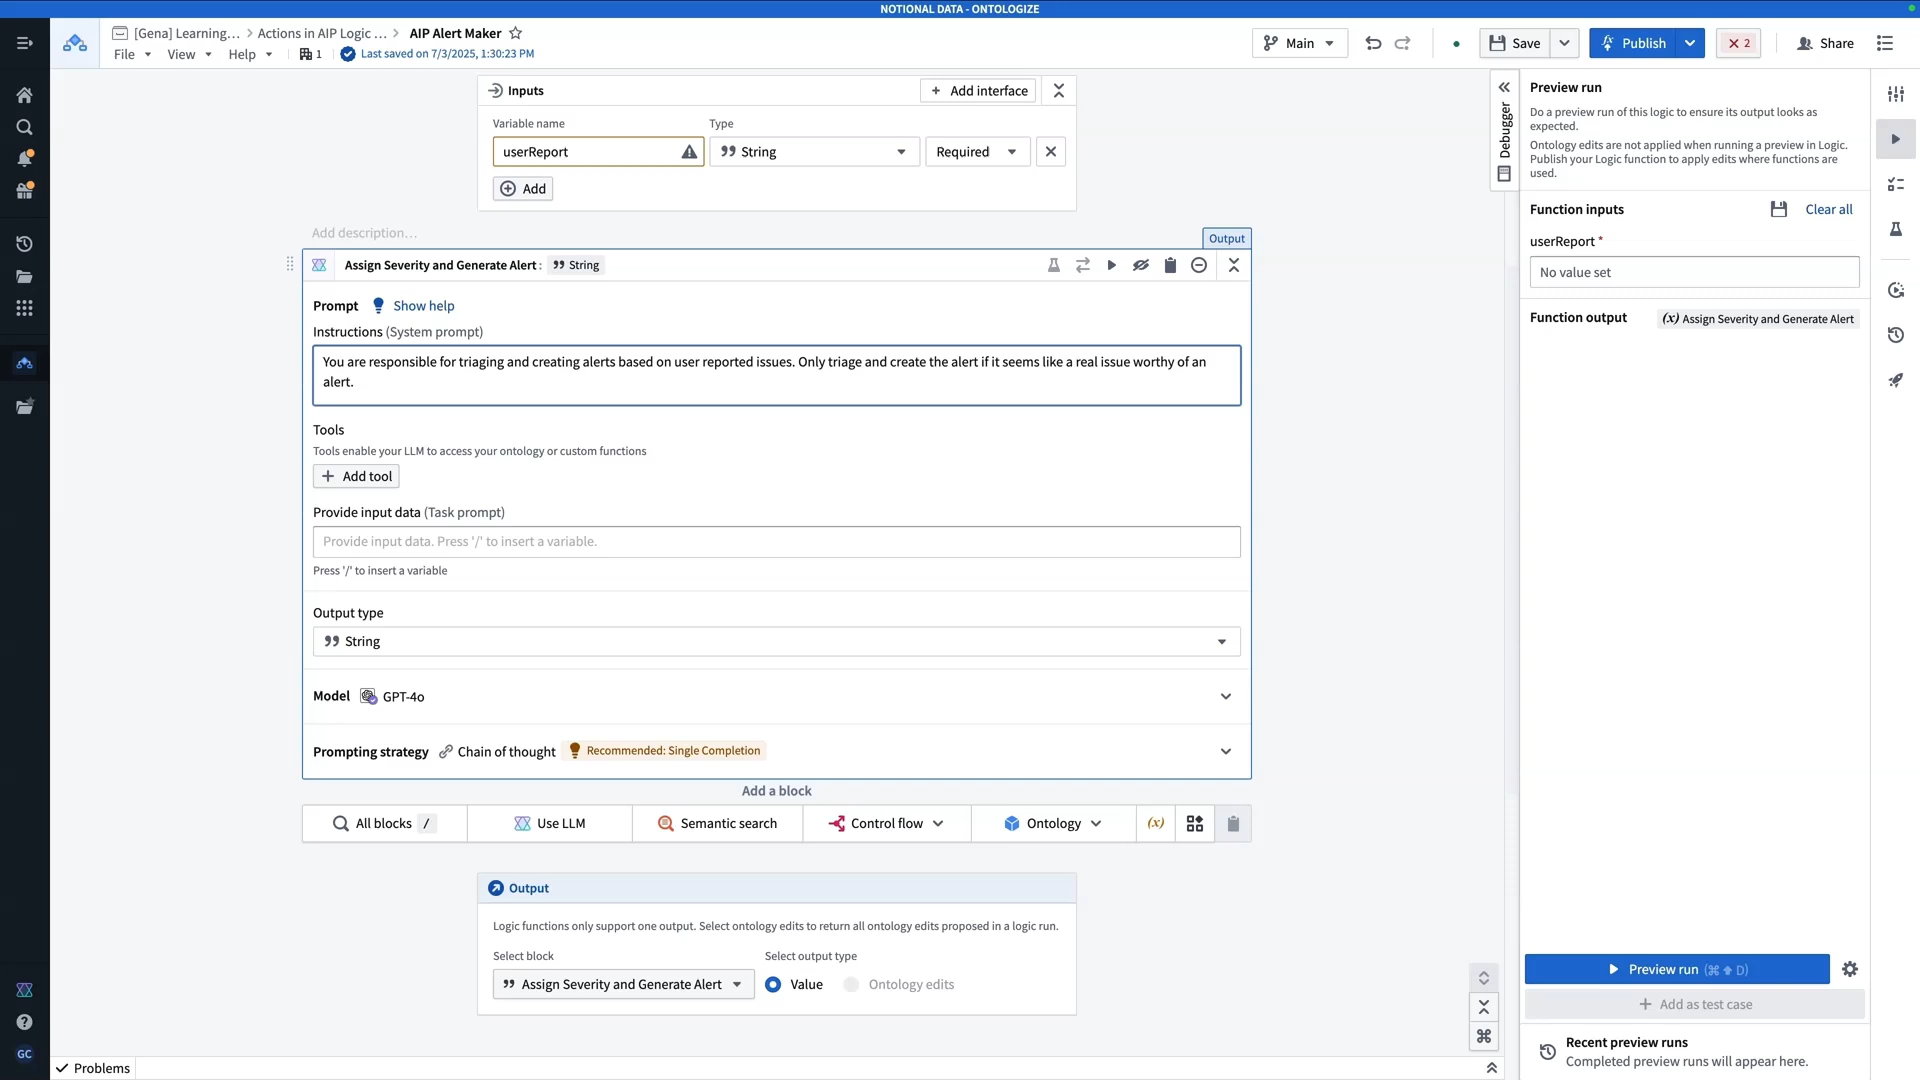 NOTIONAL DATA - ONTOLOGIZE
[Gena] Learning... > Actions in AIP Logic ... > AIP Alert Maker
File View Help 1 Last saved on 7/3/2025, 1:30:23 PM
Main
Save
Publish
2
Share
Inputs
Add interface
Variable name
Type
userReport
String
Required
Add
Add description...
Output
Assign Severity and Generate Alert : String
Prompt Show help
Instructions (System prompt)
You are responsible for triaging and creating alerts based on user reported issues. Only triage and create the alert if it seems like a real issue worthy of an
alert.
Tools
Tools enable your LLM to access your ontology or custom functions
Add tool
Provide input data (Task prompt)
Provide input data. Press '/' to insert a variable.
Press '/' to insert a variable
Output type
String
Model GPT-4o
Prompting strategy Chain of thought Recommended: Single Completion
Add a block
All blocks /
Use LLM
Semantic search
Control flow
Ontology
(x)
Output
Logic functions only support one output. Select ontology edits to return all ontology edits proposed in a logic run.
Select block
Select output type
Assign Severity and Generate Alert
Value
Ontology edits
Problems
GC
Debugger
Preview run
Do a preview run of this logic to ensure its output looks as
expected.
Ontology edits are not applied when running a preview in Logic.
Publish your Logic function to apply edits where functions are
used.
Function inputs
Clear all
userReport *
No value set
Function output
(x) Assign Severity and Generate Alert
Preview run (⌘ ⇧ D)
Add as test case
Recent preview runs
Completed preview runs will appear here.